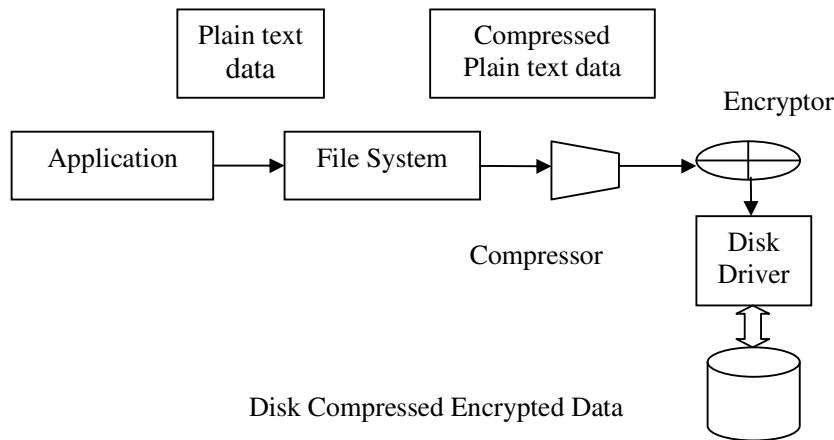 Plain text
data
Compressed
Plain text data
Encryptor
Application
File System
Compressor
Disk
Driver
Disk Compressed Encrypted Data